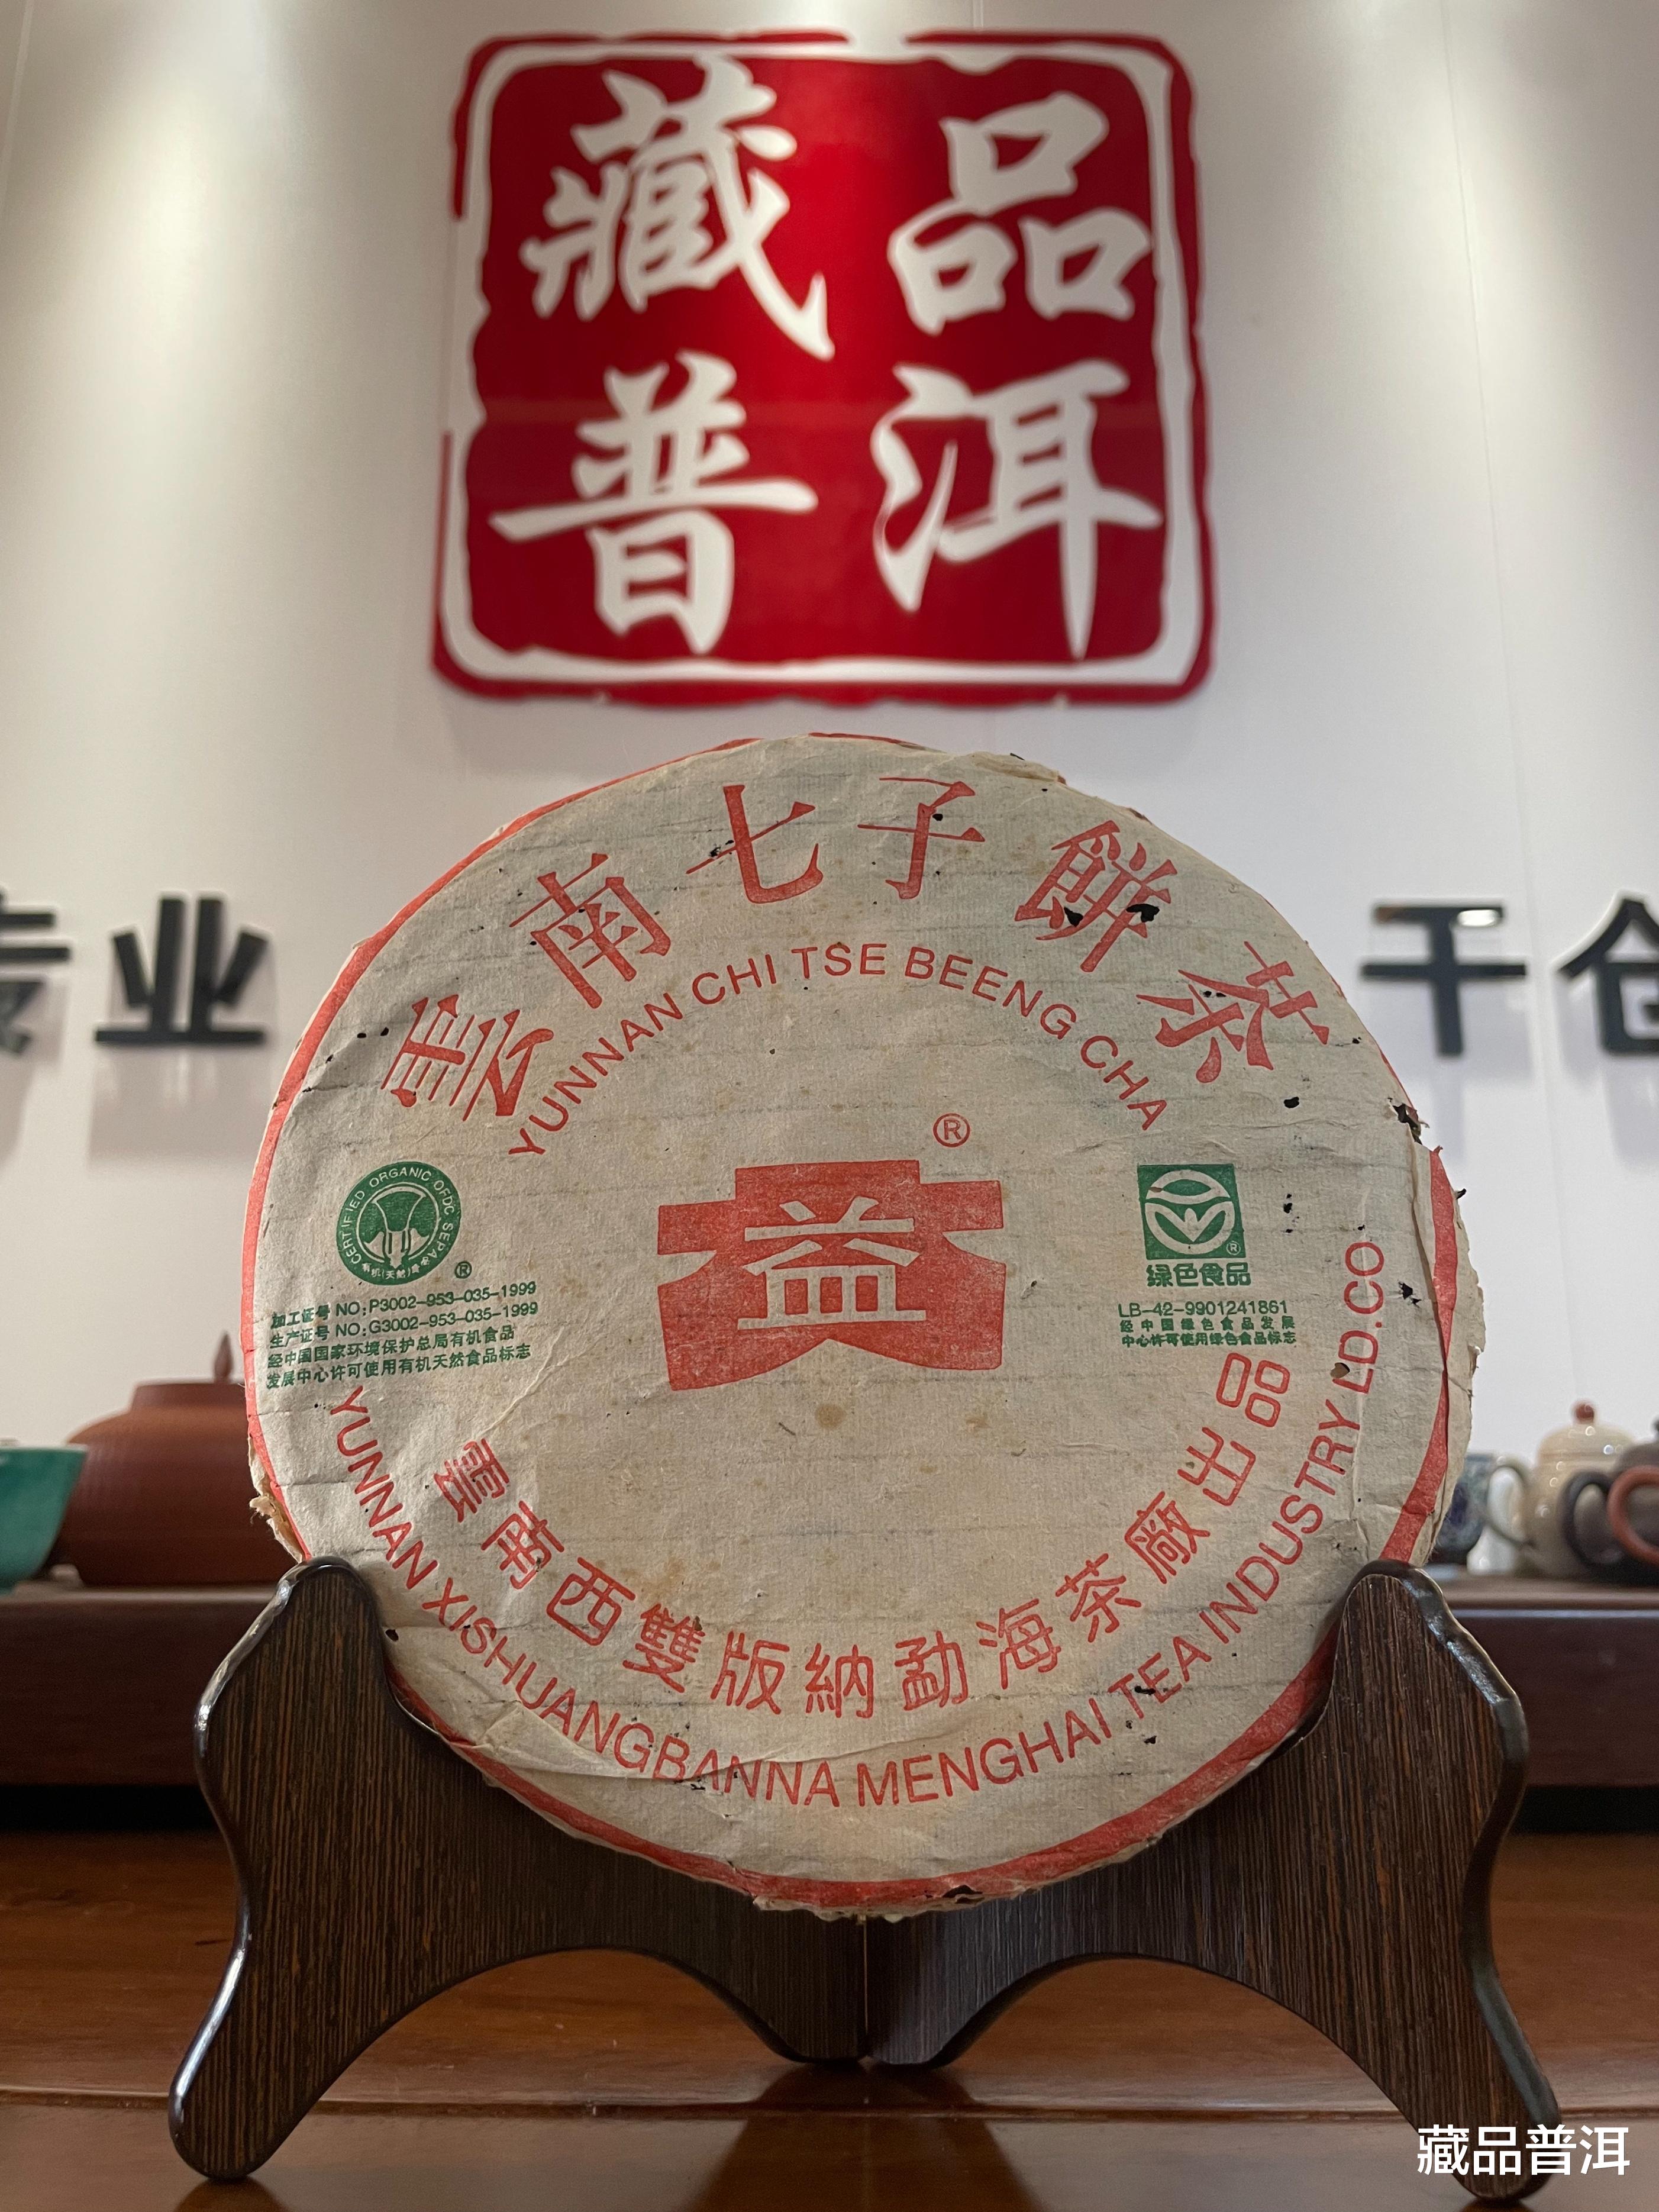 藏品
普洱
专业
干仓
雲南七子餅茶
YUNNAN CHI TSE BEENG CHA
®
益
CERTIFIED ORGANIC OFDC SEPA
®
加工证号 NO:P3002-953-035-1999
生产证号 NO:G3002-953-035-1999
经中国国家环境保护总局有机食品
发展中心许可使用有机天然食品标志
®
绿色食品
LB-42-9901241861
经中国绿色食品发展
中心许可使用绿色食品标志
雲南西雙版納勐海茶廠出品
YUNNAN XISHUANGBANNA MENGHAI TEA INDUSTRY LD.CO
藏品普洱